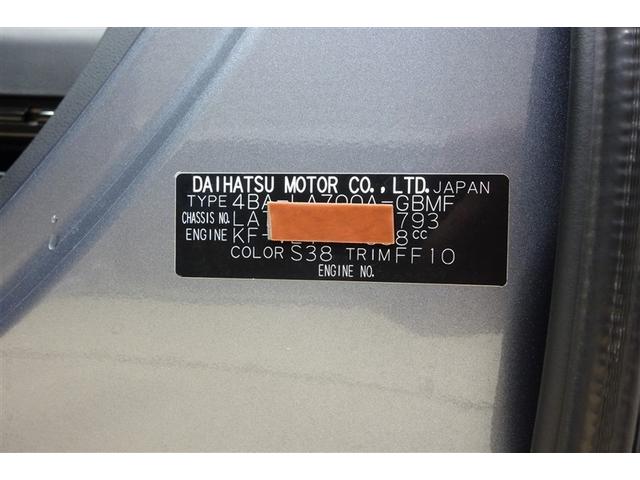 DAIHATSU MOTOR CO.,LTD. JAPAN
TYPE 4BA-LA700A-GBMF
CHASSIS NO. LA 793
ENGINE KF- 8cc
COLOR S38 TRIM FF10
ENGINE NO.